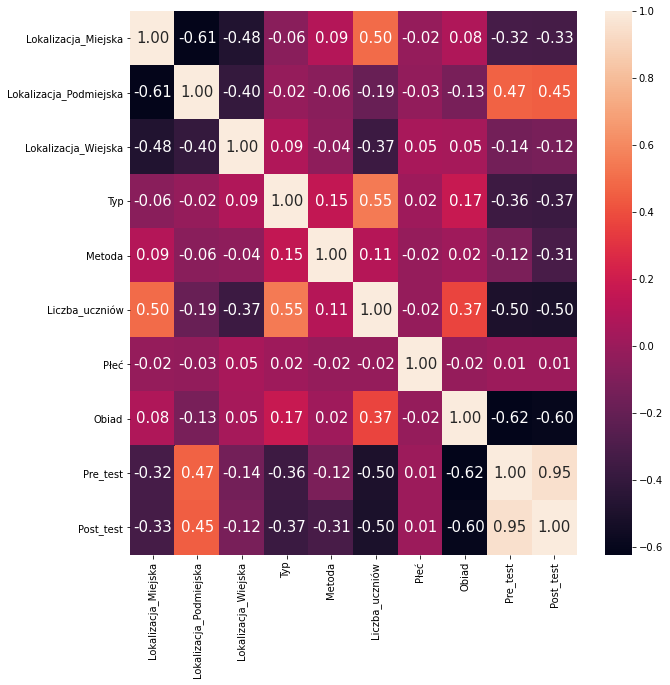 Lokalizacja_Miejska 1.00 -0.61 -0.48 -0.06 0.09 0.50 -0.02 0.08 -0.32 -0.33
Lokalizacja_Podmiejska -0.61 1.00 -0.40 -0.02 -0.06 -0.19 -0.03 -0.13 0.47 0.45
Lokalizacja_Wiejska -0.48 -0.40 1.00 0.09 -0.04 -0.37 0.05 0.05 -0.14 -0.12
Typ -0.06 -0.02 0.09 1.00 0.15 0.55 0.02 0.17 -0.36 -0.37
Metoda 0.09 -0.06 -0.04 0.15 1.00 0.11 -0.02 0.02 -0.12 -0.31
Liczba_uczniów 0.50 -0.19 -0.37 0.55 0.11 1.00 -0.02 0.37 -0.50 -0.50
Płeć -0.02 -0.03 0.05 0.02 -0.02 -0.02 1.00 -0.02 0.01 0.01
Obiad 0.08 -0.13 0.05 0.17 0.02 0.37 -0.02 1.00 -0.62 -0.60
Pre_test -0.32 0.47 -0.14 -0.36 -0.12 -0.50 0.01 -0.62 1.00 0.95
Post_test -0.33 0.45 -0.12 -0.37 -0.31 -0.50 0.01 -0.60 0.95 1.00
Lokalizacja_Miejska
Lokalizacja_Podmiejska
Lokalizacja_Wiejska
Typ
Metoda
Liczba_uczniów
Płeć
Obiad
Pre_test
Post_test
1.0
0.8
0.6
0.4
0.2
0.0
−0.2
−0.4
−0.6